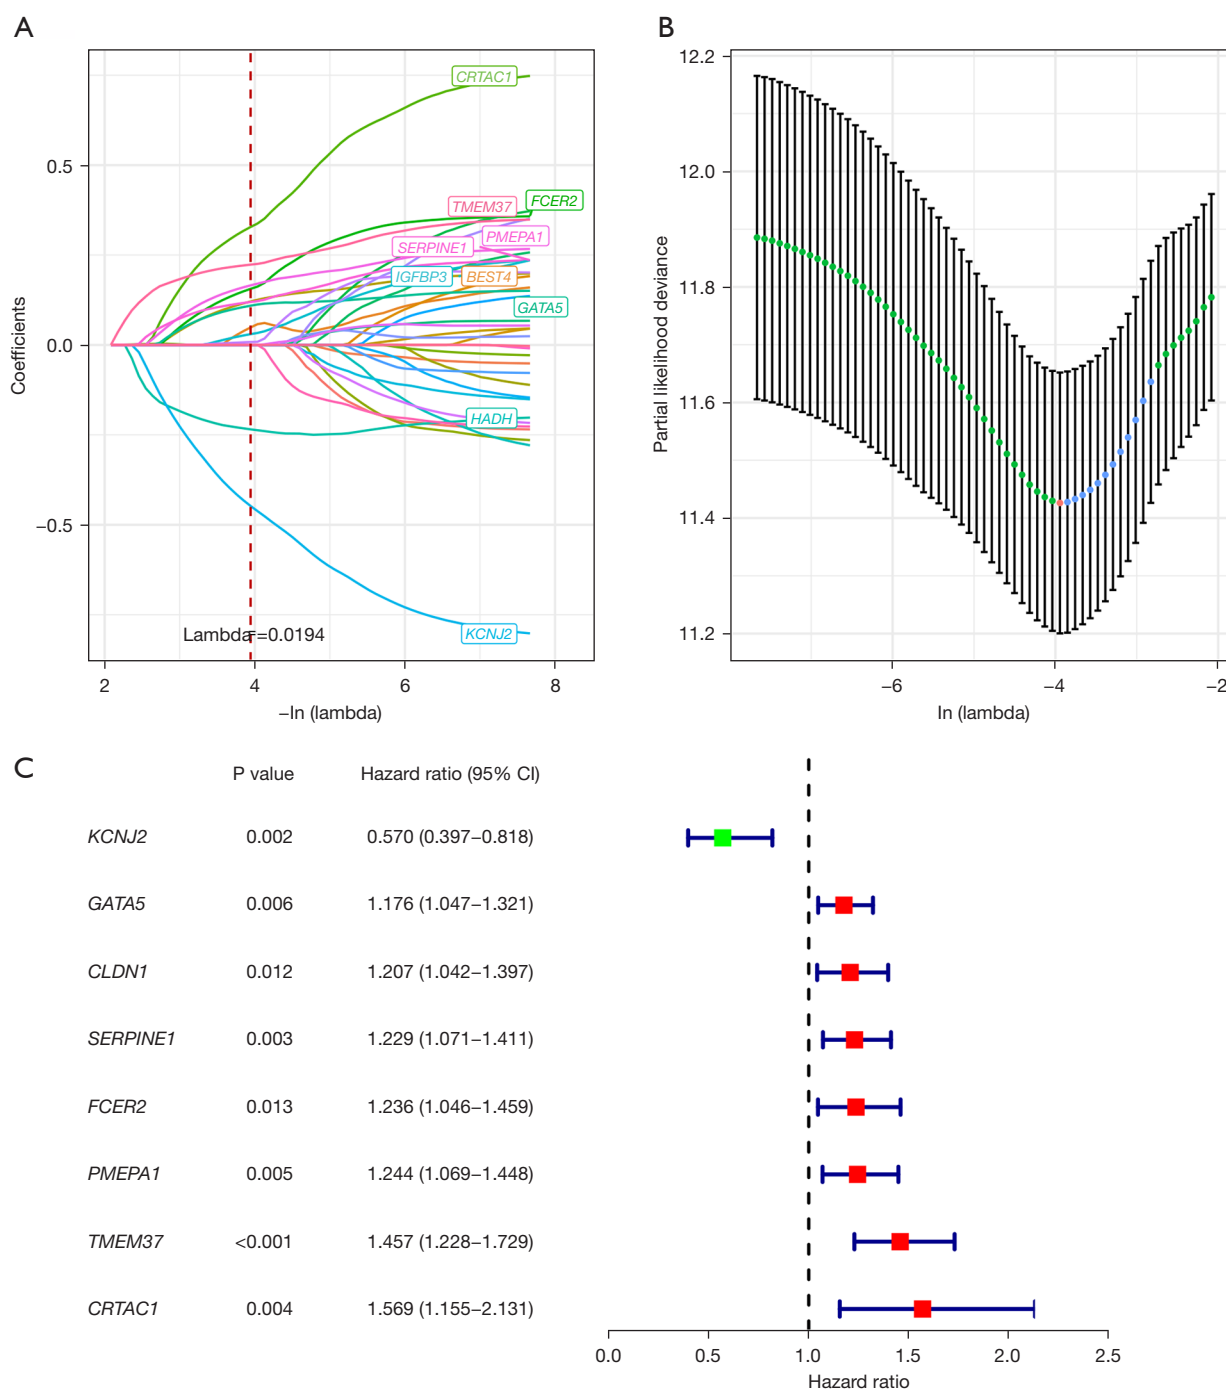 A
CRTAC1
TMEM37
FCER2
PMEPA1
SERPINE1
IGFBP3
BEST4
GATA5
HADH
KCNJ2
Lambda =0.0194
0.5
0.0
−0.5
Coefficients
2 4 6 8
−ln (lambda)
B
12.2
12.0
11.8
11.6
11.4
11.2
Partial likelihood deviance
−6 −4 −2
ln (lambda)
C
P value Hazard ratio (95% CI)
KCNJ2 0.002 0.570 (0.397–0.818)
GATA5 0.006 1.176 (1.047–1.321)
CLDN1 0.012 1.207 (1.042–1.397)
SERPINE1 0.003 1.229 (1.071–1.411)
FCER2 0.013 1.236 (1.046–1.459)
PMEPA1 0.005 1.244 (1.069–1.448)
TMEM37 <0.001 1.457 (1.228–1.729)
CRTAC1 0.004 1.569 (1.155–2.131)
0.0 0.5 1.0 1.5 2.0 2.5
Hazard ratio